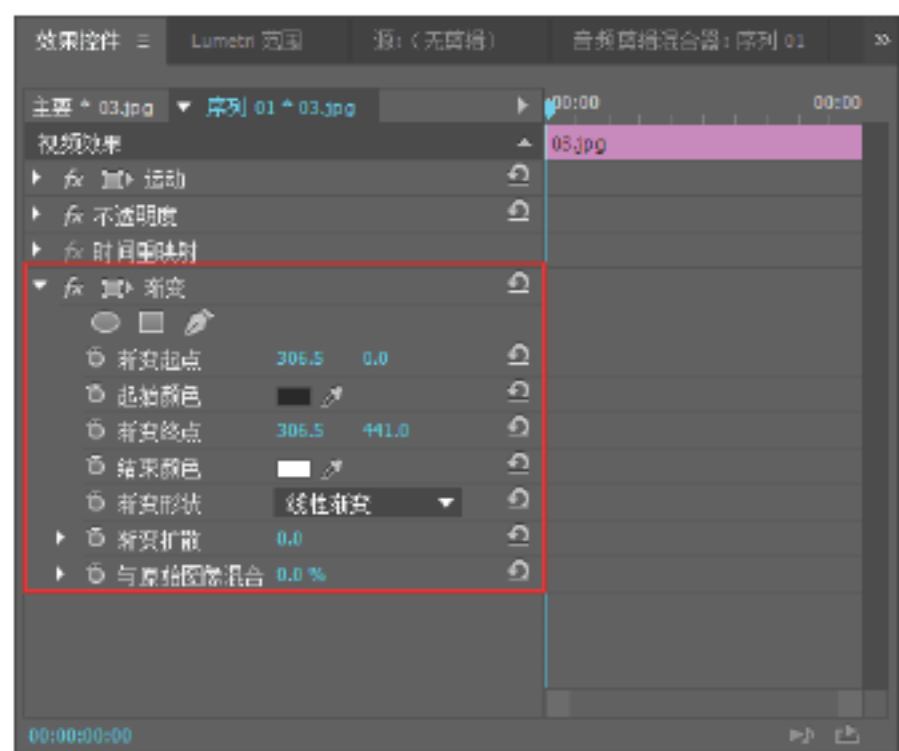 效果控件 Lumetri 范围 源:(无剪辑) 音频剪辑混合器:序列 01
主要 * 03.jpg 序列 01 * 03.jpg 00:00 00:00
视频效果 03.jpg
fx 运动
fx 不透明度
fx 时间重映射
fx 渐变
渐变起点 306.5 0.0
起始颜色
渐变终点 306.5 441.0
结束颜色
渐变形状 线性渐变
渐变扩散 0.0
与原始图像混合 0.0 %
00:00:00:00